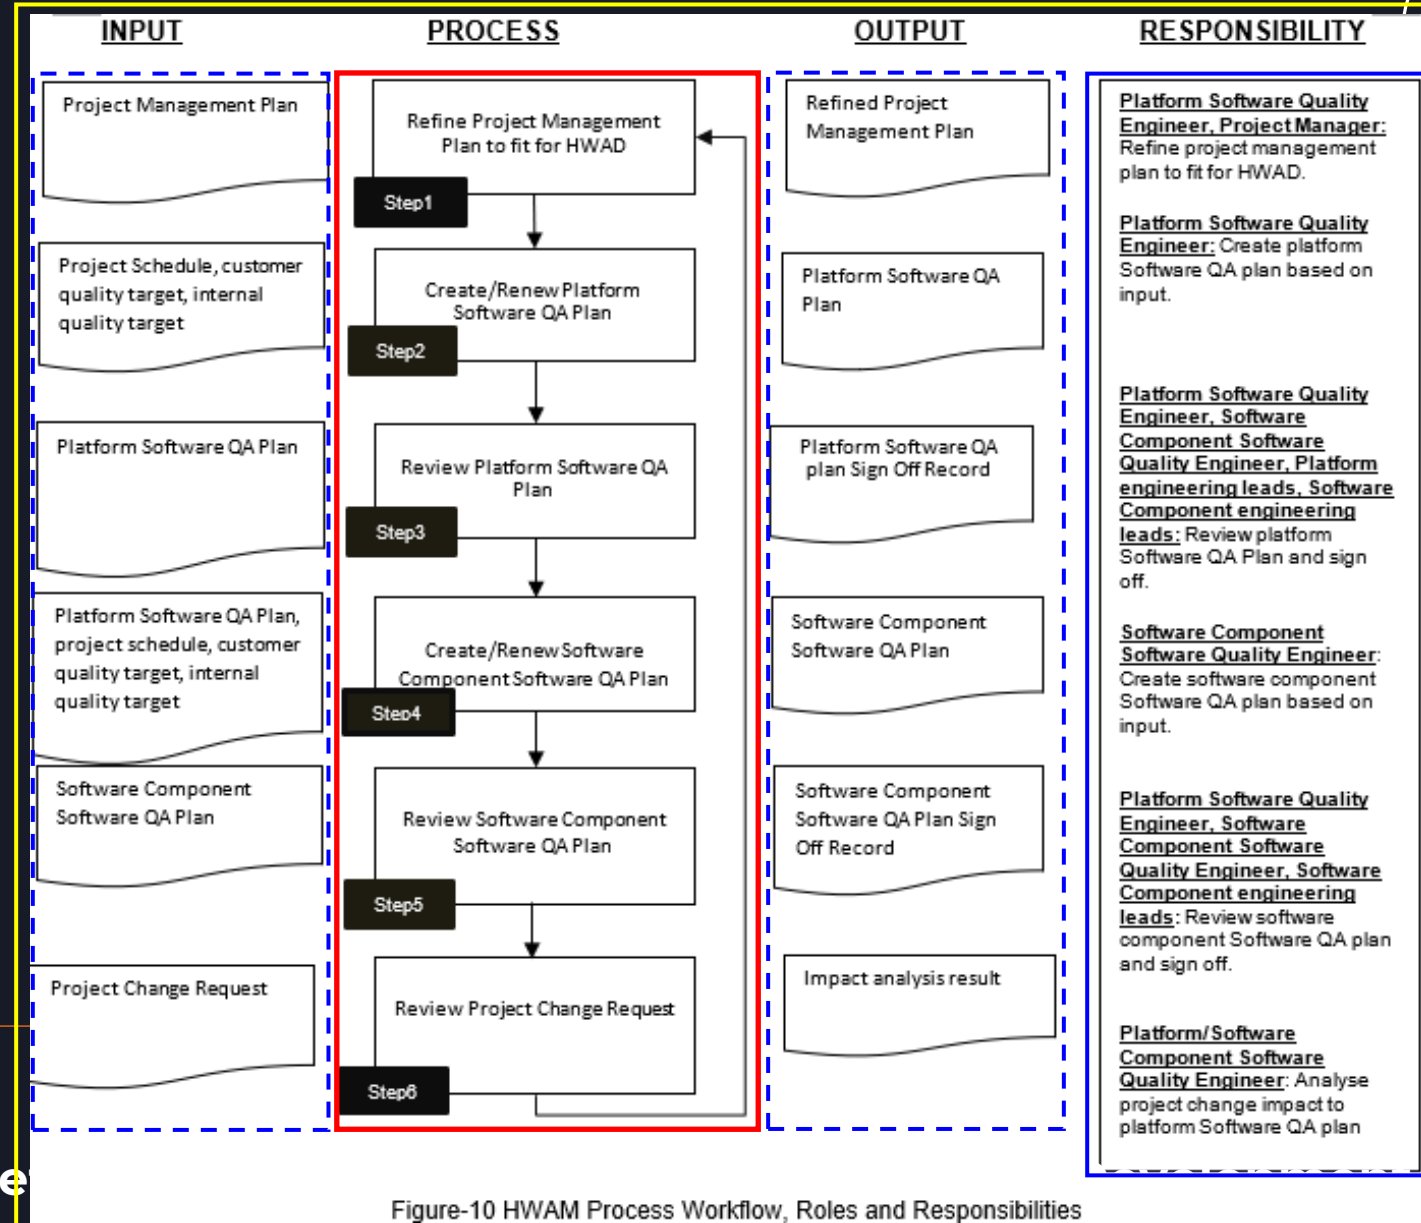 INPUT
PROCESS
OUTPUT
RESPONSIBILITY
Project Management Plan
Refine Project Management
Plan to fit for HWAD
Step1
Refined Project
Management Plan
Platform Software Quality
Engineer, Project Manager:
Refine project management
plan to fit for HWAD.
Project Schedule, customer
quality target, internal
quality target
Create/Renew Platform
Software QA Plan
Step2
Platform Software QA
Plan
Platform Software Quality
Engineer: Create platform
Software QA plan based on
input.
Platform Software QA Plan
Review Platform Software QA
Plan
Step3
Platform Software QA
plan Sign Off Record
Platform Software Quality
Engineer, Software
Component Software
Quality Engineer, Platform
engineering leads, Software
Component engineering
leads: Review platform
Software QA Plan and sign
off.
Platform Software QA Plan,
project schedule, customer
quality target, internal
quality target
Create/Renew Software
Component Software QA Plan
Step4
Software Component
Software QA Plan
Software Component
Software Quality Engineer:
Create software component
Software QA plan based on
input.
Software Component
Software QA Plan
Review Software Component
Software QA Plan
Step5
Software Component
Software QA Plan Sign
Off Record
Platform Software Quality
Engineer, Software
Component Software
Quality Engineer, Software
Component engineering
leads: Review software
component Software QA plan
and sign off.
Project Change Request
Review Project Change Request
Step6
Impact analysis result
Platform/Software
Component Software
Quality Engineer: Analyse
project change impact to
platform Software QA plan
Figure-10 HWAM Process Workflow, Roles and Responsibilities